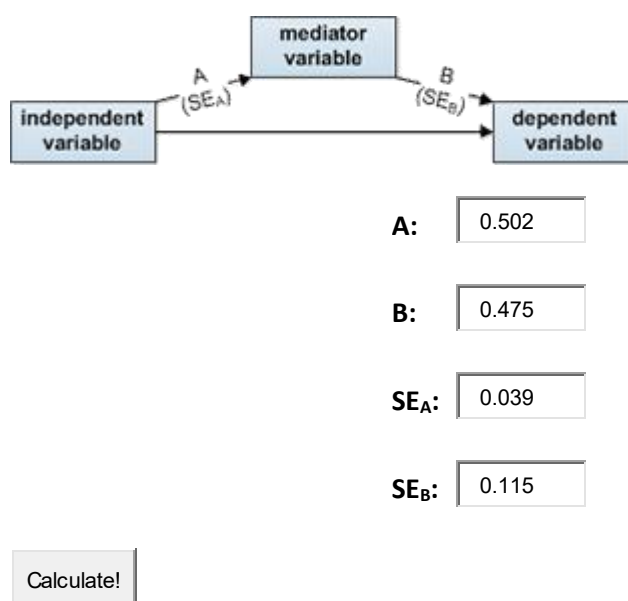 mediator
variable
A
(SEA)
B
(SEB)
independent
variable
dependent
variable
A: 0.502
B: 0.475
SEA: 0.039
SEB: 0.115
Calculate!